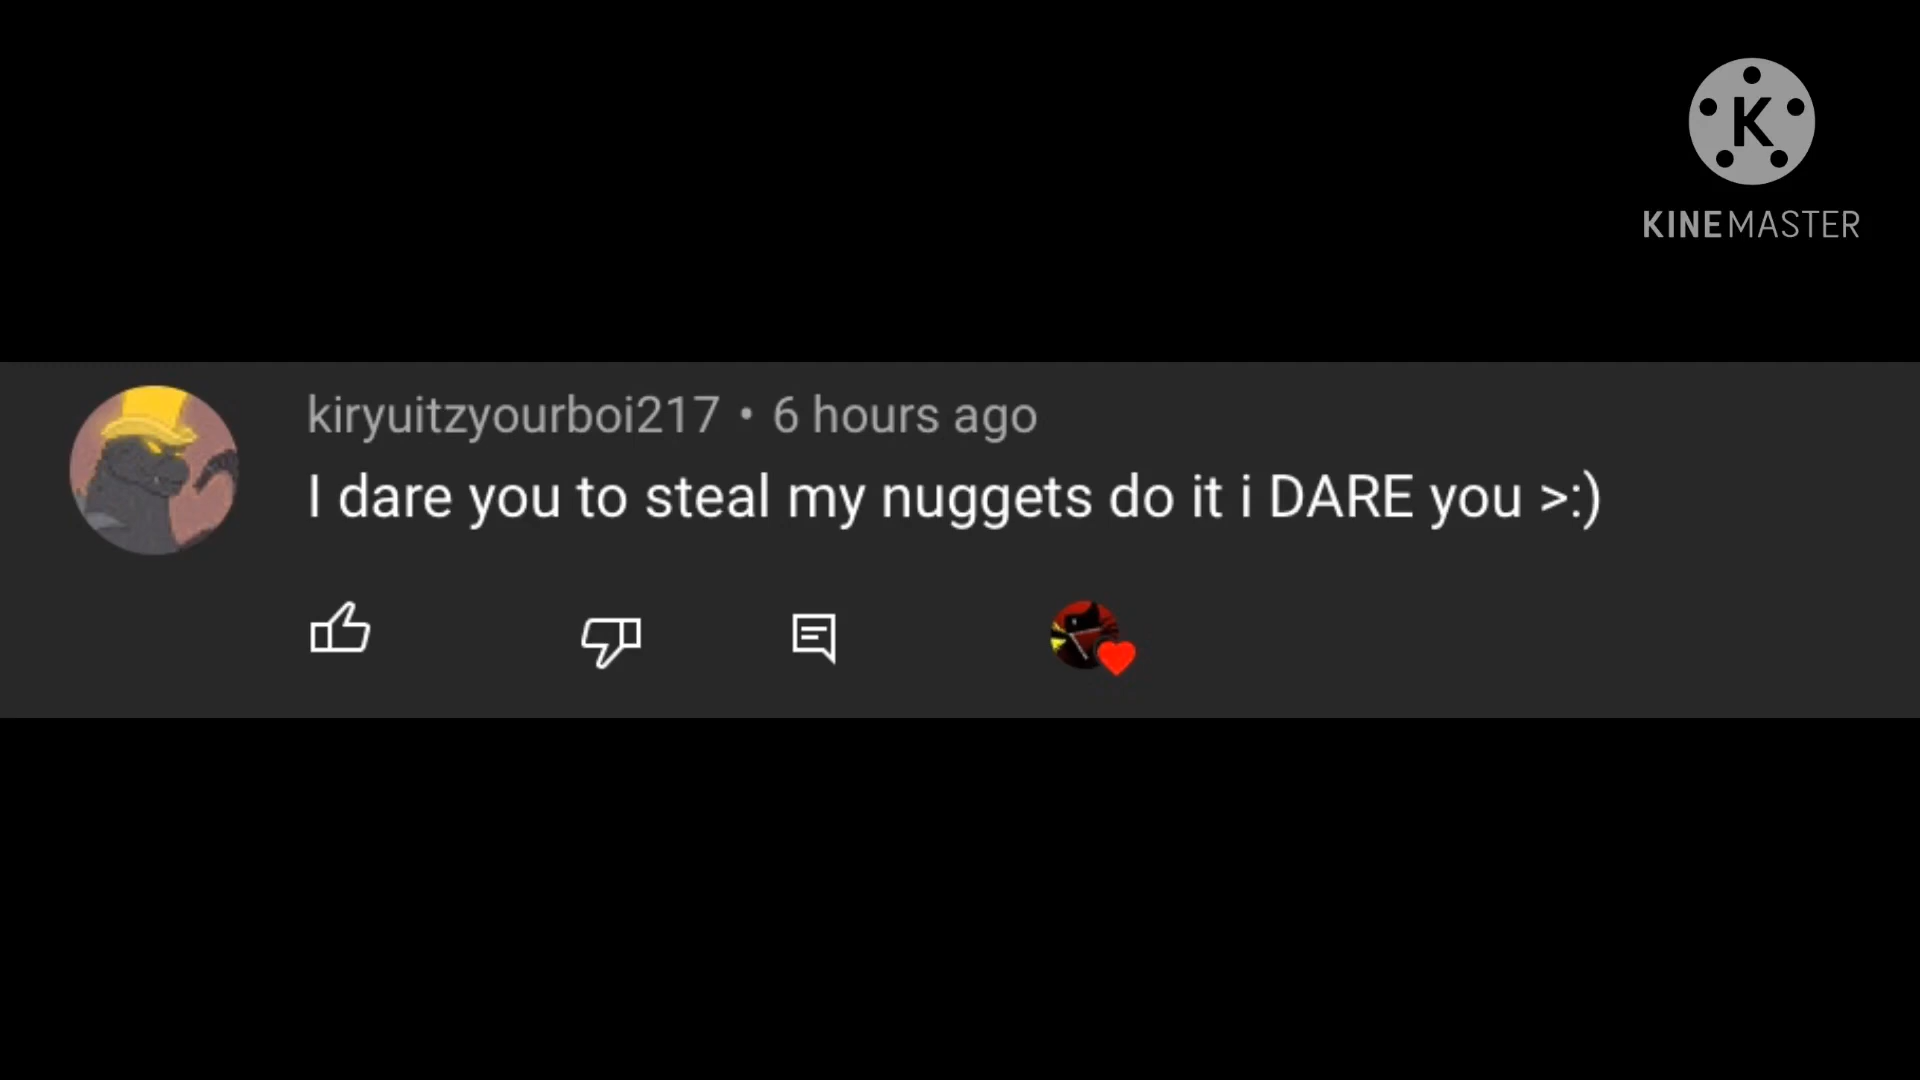 K
KINEMASTER
kiryuitzyourboi217 • 6 hours ago
I dare you to steal my nuggets do it i DARE you >:)